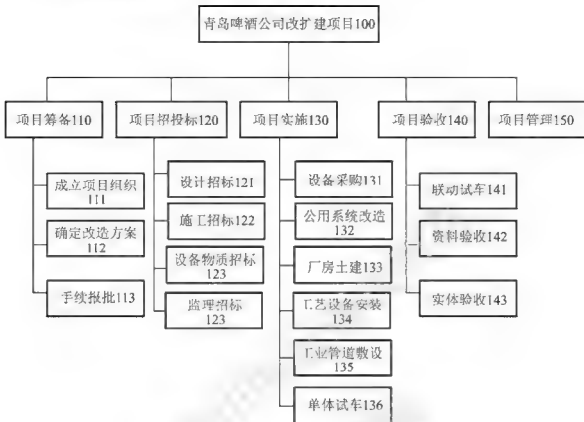 青岛啤酒公司改扩建项目100
项目筹备110
项目招投标120
项目实施130
项目验收140
项目管理150
成立项目组织
111
确定改造方案
112
手续报批113
设计招标121
施工招标122
设备物质招标
123
监理招标
123
设备采购131
公用系统改造
132
厂房土建133
工艺设备安装
134
工业管道敷设
135
单体试车136
联动试车141
资料验收142
实体验收143